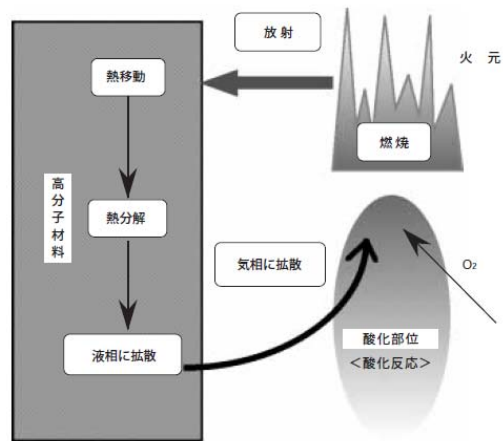 放射
火元
熱移動
燃焼
高分子材料
熱分解
気相に拡散
O₂
液相に拡散
酸化部位
＜酸化反応＞